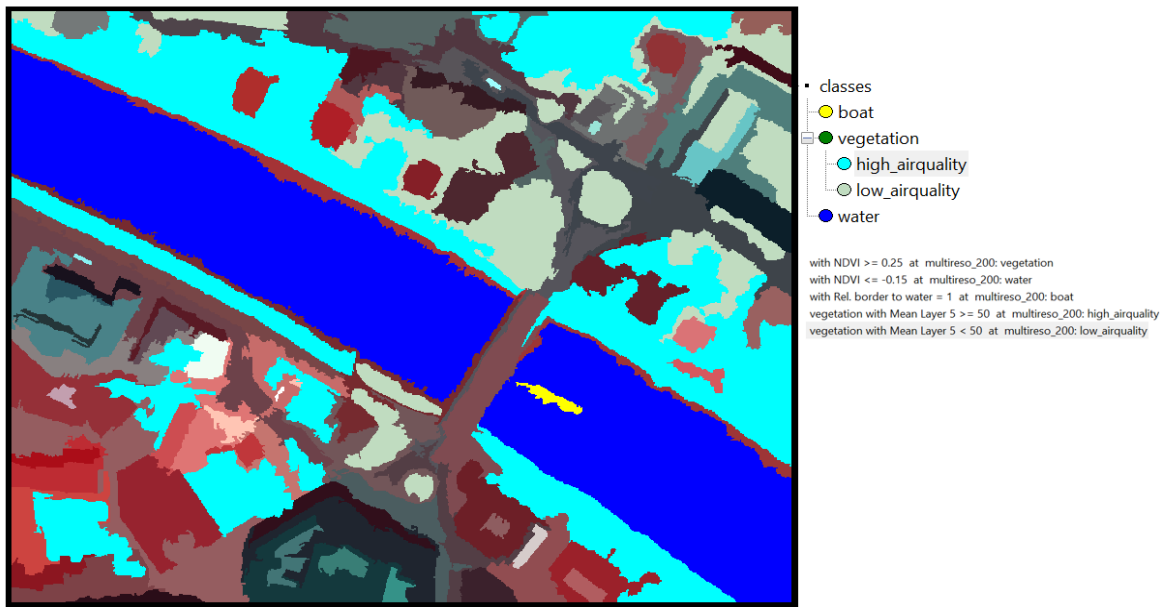 classes
boat
vegetation
high_airquality
low_airquality
water
with NDVI >= 0.25 at multireso_200: vegetation
with NDVI <= -0.15 at multireso_200: water
with Rel. border to water = 1 at multireso_200: boat
vegetation with Mean Layer 5 >= 50 at multireso_200: high_airquality
vegetation with Mean Layer 5 < 50 at multireso_200: low_airquality